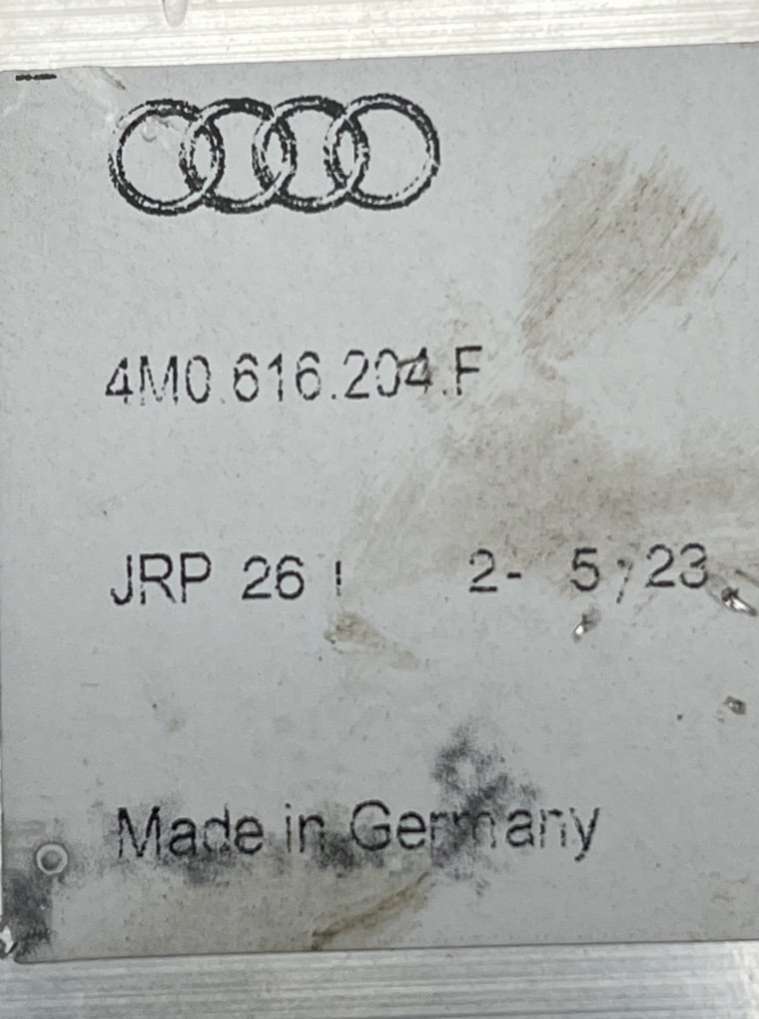 4M0.616.204.F
JRP 26 2- 5 23
Made in Germany